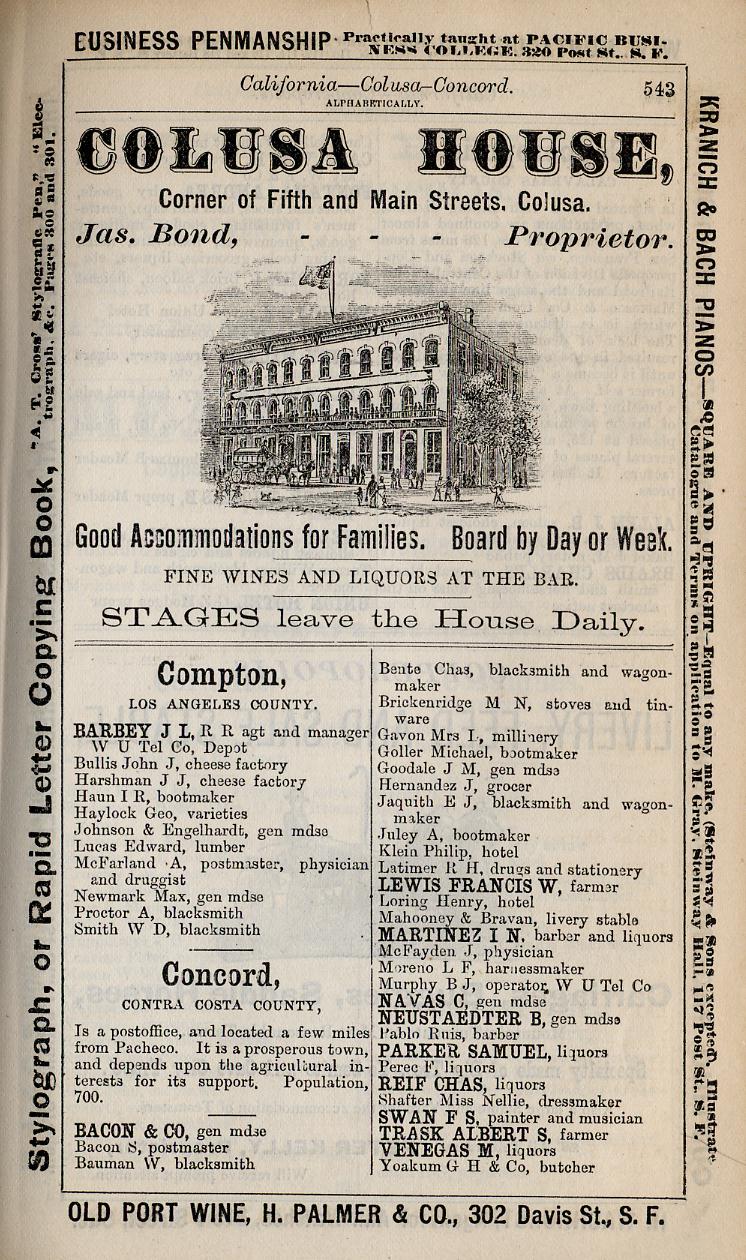 BUSINESS PENMANSHIP. Practically taught at PACIFIC BUSI-
NESS COLLEGE. 320 Post St., S. F.
California—Colusa–Concord. 543
ALPHABETICALLY.
COLUSA HOUSE,
Corner of Fifth and Main Streets. Colusa.
Jas. Bond, - - - Proprietor.
Good Accommodations for Families. Board by Day or Week.
FINE WINES AND LIQUORS AT THE BAR.
STAGES leave the House Daily.
Compton,
LOS ANGELES COUNTY.
BARBEY J L, R R agt and manager
W U Tel Co, Depot
Bullis John J, cheese factory
Harshman J J, cheese factory
Haun I R, bootmaker
Haylock Geo, varieties
Johnson & Engelhardt, gen mdse
Lucas Edward, lumber
McFarland A, postmaster, physician
and druggist
Newmark Max, gen mdse
Proctor A, blacksmith
Smith W D, blacksmith
Concord,
CONTRA COSTA COUNTY,
Is a postoffice, and located a few miles
from Pacheco. It is a prosperous town,
and depends upon the agricultural in-
terests for its support. Population,
700.
BACON & CO, gen mdse
Bacon S, postmaster
Bauman W, blacksmith
Bente Chas, blacksmith and wagon-
maker
Brickenridge M N, stoves and tin-
ware
Gavon Mrs I, millinery
Goller Michael, bootmaker
Goodale J M, gen mdse
Hernandez J, grocer
Jaquith E J, blacksmith and wagon-
maker
Juley A, bootmaker
Klein Philip, hotel
Latimer R H, drugs and stationery
LEWIS FRANCIS W, farmer
Loring Henry, hotel
Mahooney & Bravan, livery stable
MARTINEZ I N, barber and liquors
McFayden J, physician
Moreno L F, harnessmaker
Murphy B J, operator, W U Tel Co
NAVAS C, gen mdse
NEUSTAEDTER B, gen mdse
Pablo Ruis, barber
PARKER SAMUEL, liquors
Perec F, liquors
REIF CHAS, liquors
Shafter Miss Nellie, dressmaker
SWAN F S, painter and musician
TRASK ALBERT S, farmer
VENEGAS M, liquors
Yoakum G H & Co, butcher
OLD PORT WINE, H. PALMER & CO., 302 Davis St., S. F.
Stylograph, or Rapid Letter Copying Book, "A. T. Cross' Stylografic Pen," "Elec-
trograph, &c. Pages 300 and 301.
KRANICH & BACH PIANOS—SQUARE AND UPRIGHT—Equal to any make, (Steinway & Sons excepted). Illustrate
Catalogue and Terms on application to M. Gray, Steinway Hall, 117 Post St., S. F.